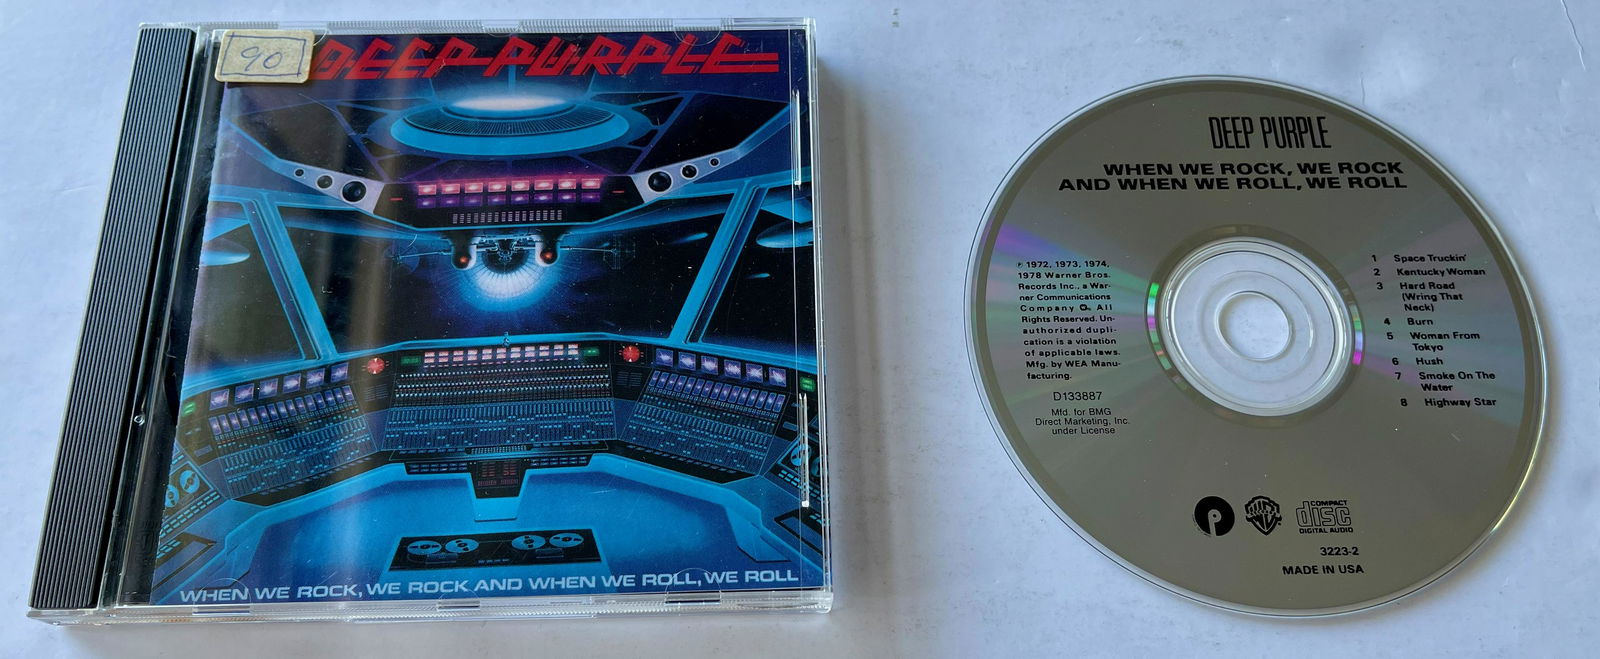 90
DEEP PURPLE
WHEN WE ROCK, WE ROCK AND WHEN WE ROLL, WE ROLL
DEEP PURPLE
WHEN WE ROCK, WE ROCK
AND WHEN WE ROLL, WE ROLL
℗ 1972, 1973, 1974,
1978 Warner Bros.
Records Inc., a War-
ner Communications
Company All
Rights Reserved. Un-
authorized dupli-
cation is a violation
of applicable laws.
Mfg. by WEA Manu-
facturing.
D133887
Mfd. for BMG
Direct Marketing, Inc.
under License
1 Space Truckin'
2 Kentucky Woman
3 Hard Road
(Wring That
Neck)
4 Burn
5 Woman From
Tokyo
6 Hush
7 Smoke On The
Water
8 Highway Star
P
WB
COMPACT
disc
DIGITAL AUDIO
3223-2
MADE IN USA